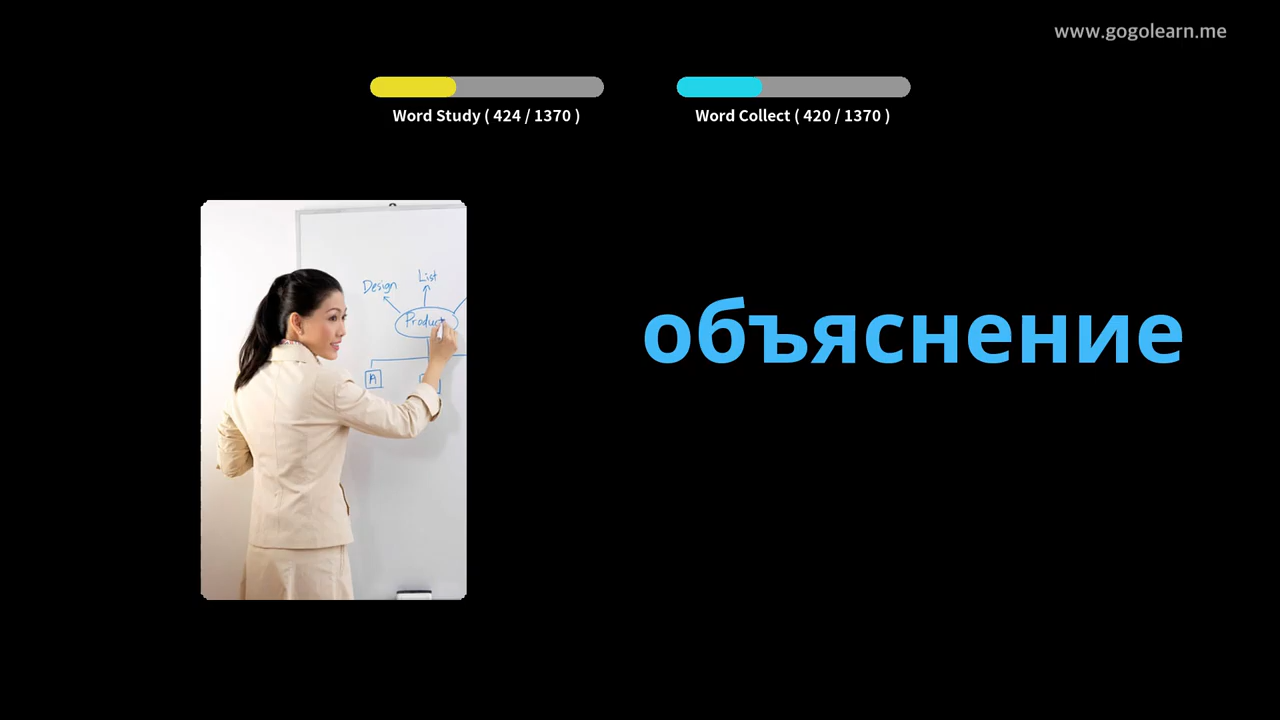 www.gogolearn.me
Word Study ( 424 / 1370 )
Word Collect ( 420 / 1370 )
List
Design
Product
объяснение
A